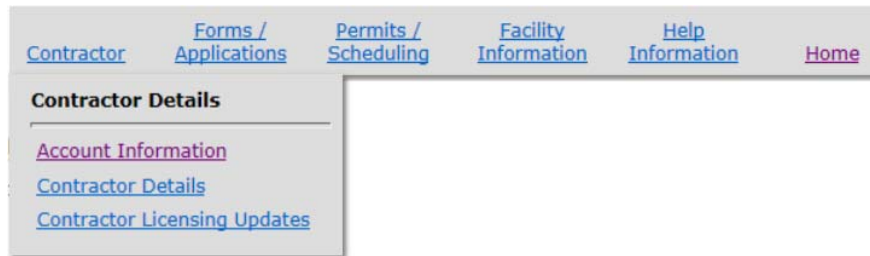 Contractor
Forms /
Applications
Permits /
Scheduling
Facility
Information
Help
Information
Home
Contractor Details
Account Information
Contractor Details
Contractor Licensing Updates